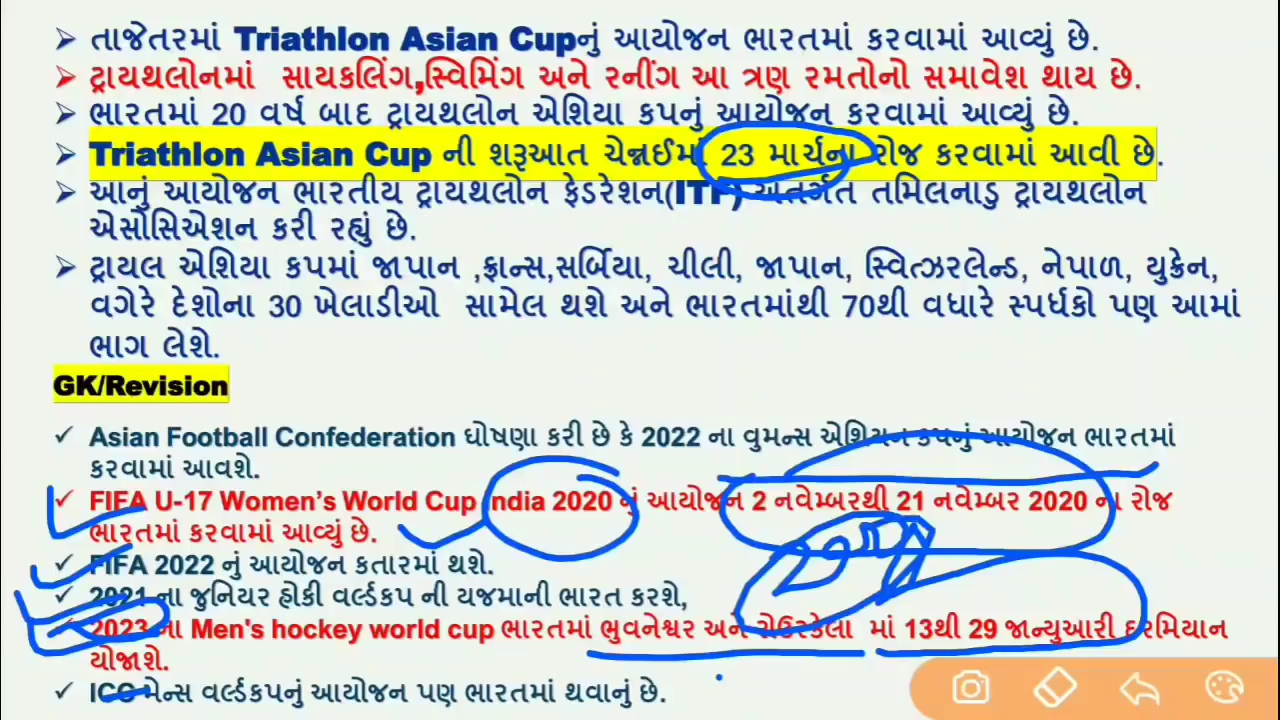 તાજેતરમાં Triathlon Asian Cupનું આયોજન ભારતમાં કરવામાં આવ્યું છે.
ટ્રાયથલોનમાં સાયકલિંગ,સ્વિમિંગ અને રનીંગ આ ત્રણ રમતોનો સમાવેશ થાય છે.
ભારતમાં 20 વર્ષ બાદ ટ્રાયથલોન એશિયા કપનું આયોજન કરવામાં આવ્યું છે.
Triathlon Asian Cup ની શરૂઆત ચેન્નઈમાં 23 માર્ચના રોજ કરવામાં આવી છે.
આનું આયોજન ભારતીય ટ્રાયથલોન ફેડરેશન(ITF) અંતર્ગત તમિલનાડુ ટ્રાયથલોન
એસોસિએશન કરી રહ્યું છે.
ટ્રાયલ એશિયા કપમાં જાપાન ,ફ્રાન્સ,સર્બિયા, ચીલી, જાપાન, સ્વિત્ઝરલેન્ડ, નેપાળ, યુક્રેન,
વગેરે દેશોના 30 ખેલાડીઓ સામેલ થશે અને ભારતમાંથી 70થી વધારે સ્પર્ધકો પણ આમાં
ભાગ લેશે.
GK/Revision
Asian Football Confederation ઘોષણા કરી છે કે 2022 ના વુમન્સ એશિયન કપનું આયોજન ભારતમાં
કરવામાં આવશે.
FIFA U-17 Women's World Cup India 2020 નું આયોજન 2 નવેમ્બરથી 21 નવેમ્બર 2020 ના રોજ
ભારતમાં કરવામાં આવ્યું છે.
FIFA 2022 નું આયોજન કતારમાં થશે.
2021ના જુનિયર હોકી વર્લ્ડકપ ની યજમાની ભારત કરશે,
2023ના Men's hockey world cup ભારતમાં ભુવનેશ્વર અને રોઉરકેલા માં 13થી 29 જાન્યુઆરી દરમિયાન
યોજાશે.
ICC મેન્સ વર્લ્ડકપનું આયોજન પણ ભારતમાં થવાનું છે.